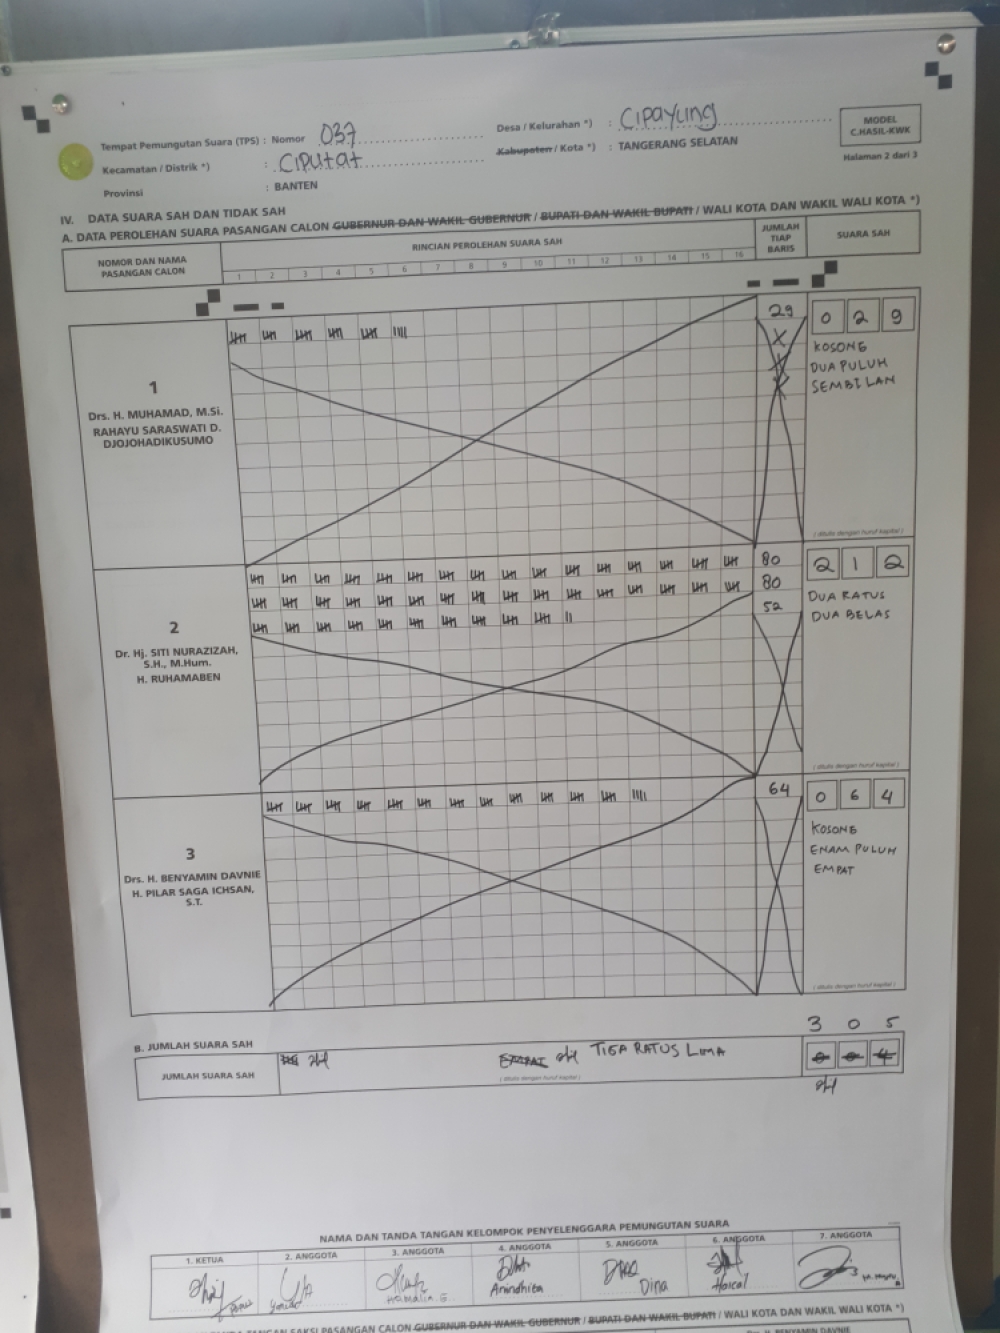 Tempat Pemungutan Suara (TPS) : Nomor 037
Desa / Kelurahan *) : Cipayung
MODEL
C.HASIL-KWK
Kecamatan / Distrik *) : Ciputat
Kabupaten / Kota *) : TANGERANG SELATAN
Halaman 2 dari 3
Provinsi : BANTEN
IV. DATA SUARA SAH DAN TIDAK SAH
A. DATA PEROLEHAN SUARA PASANGAN CALON GUBERNUR DAN WAKIL GUBERNUR / BUPATI DAN WAKIL BUPATI / WALI KOTA DAN WAKIL WALI KOTA *)
NOMOR DAN NAMA
PASANGAN CALON
RINCIAN PEROLEHAN SUARA SAH
1 2 3 4 5 6 7 8 9 10 11 12 13 14 15 16
JUMLAH
TIAP
BARIS
SUARA SAH
1
Drs. H. MUHAMAD, M.Si.
RAHAYU SARASWATI D.
DJOJOHADIKUSUMO
29
0 2 9
KOSONG
DUA PULUH
SEMBILAN
( ditulis dengan huruf kapital )
2
Dr. Hj. SITI NURAZIZAH,
S.H., M.Hum.
H. RUHAMABEN
80
80
52
2 1 2
DUA RATUS
DUA BELAS
( ditulis dengan huruf kapital )
3
Drs. H. BENYAMIN DAVNIE
H. PILAR SAGA ICHSAN,
S.T.
64
0 6 4
KOSONG
ENAM PULUH
EMPAT
( ditulis dengan huruf kapital )
B. JUMLAH SUARA SAH
3 0 5
JUMLAH SUARA SAH
EMPAT TIGA RATUS LIMA
0 0 4
( ditulis dengan huruf kapital )
NAMA DAN TANDA TANGAN KELOMPOK PENYELENGGARA PEMUNGUTAN SUARA
1. KETUA 2. ANGGOTA 3. ANGGOTA 4. ANGGOTA 5. ANGGOTA 6. ANGGOTA 7. ANGGOTA
Anindhita Dina Haical
TANDA TANGAN SAKSI PASANGAN CALON GUBERNUR DAN WAKIL GUBERNUR / BUPATI DAN WAKIL BUPATI / WALI KOTA DAN WAKIL WALI KOTA *)